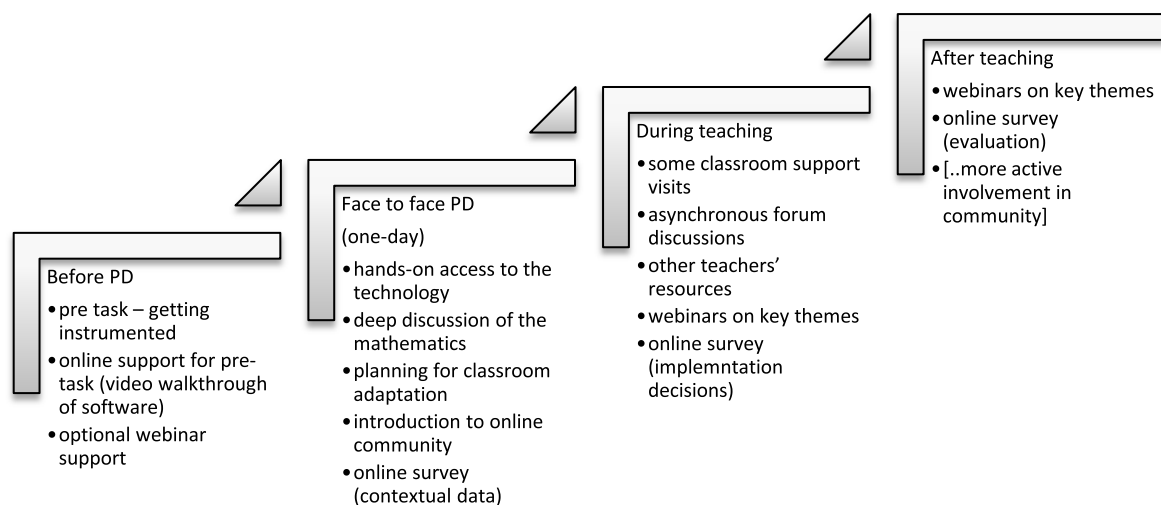 Before PD
•pre task – getting
instrumented
•online support for pre-
task (video walkthrough
of software)
•optional webinar
support
Face to face PD
(one-day)
•hands-on access to the
technology
•deep discussion of the
mathematics
•planning for classroom
adaptation
•introduction to online
community
•online survey
(contextual data)
During teaching
•some classroom support
visits
•asynchronous forum
discussions
•other teachers’
resources
•webinars on key themes
•online survey
(implemntation
decisions)
After teaching
•webinars on key themes
•online survey
(evaluation)
•[..more active
involvement in
community]